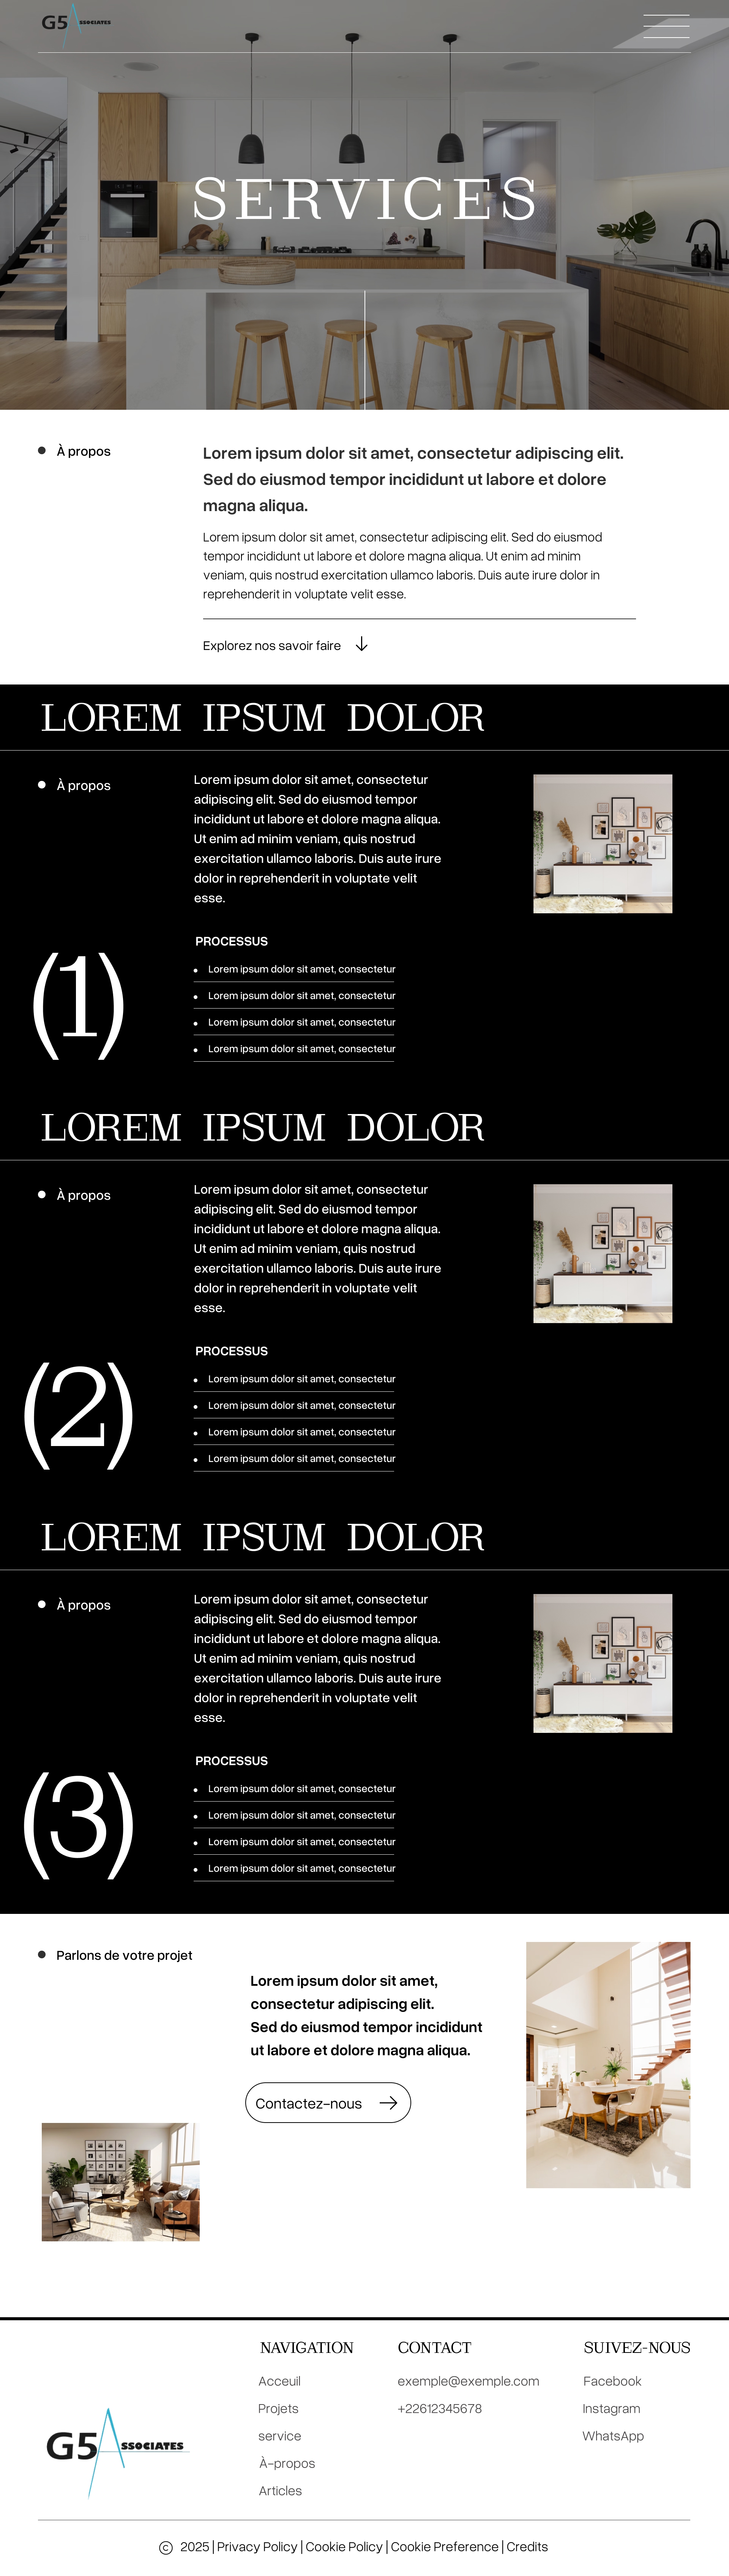 G5 ASSOCIATES
SERVICES
À propos
Lorem ipsum dolor sit amet, consectetur adipiscing elit.
Sed do eiusmod tempor incididunt ut labore et dolore
magna aliqua.
Lorem ipsum dolor sit amet, consectetur adipiscing elit. Sed do eiusmod
tempor incididunt ut labore et dolore magna aliqua. Ut enim ad minim
veniam, quis nostrud exercitation ullamco laboris. Duis aute irure dolor in
reprehenderit in voluptate velit esse.
Explorez nos savoir faire
LOREM IPSUM DOLOR
À propos
Lorem ipsum dolor sit amet, consectetur
adipiscing elit. Sed do eiusmod tempor
incididunt ut labore et dolore magna aliqua.
Ut enim ad minim veniam, quis nostrud
exercitation ullamco laboris. Duis aute irure
dolor in reprehenderit in voluptate velit
esse.
(1)
PROCESSUS
Lorem ipsum dolor sit amet, consectetur
Lorem ipsum dolor sit amet, consectetur
Lorem ipsum dolor sit amet, consectetur
Lorem ipsum dolor sit amet, consectetur
LOREM IPSUM DOLOR
À propos
Lorem ipsum dolor sit amet, consectetur
adipiscing elit. Sed do eiusmod tempor
incididunt ut labore et dolore magna aliqua.
Ut enim ad minim veniam, quis nostrud
exercitation ullamco laboris. Duis aute irure
dolor in reprehenderit in voluptate velit
esse.
(2)
PROCESSUS
Lorem ipsum dolor sit amet, consectetur
Lorem ipsum dolor sit amet, consectetur
Lorem ipsum dolor sit amet, consectetur
Lorem ipsum dolor sit amet, consectetur
LOREM IPSUM DOLOR
À propos
Lorem ipsum dolor sit amet, consectetur
adipiscing elit. Sed do eiusmod tempor
incididunt ut labore et dolore magna aliqua.
Ut enim ad minim veniam, quis nostrud
exercitation ullamco laboris. Duis aute irure
dolor in reprehenderit in voluptate velit
esse.
(3)
PROCESSUS
Lorem ipsum dolor sit amet, consectetur
Lorem ipsum dolor sit amet, consectetur
Lorem ipsum dolor sit amet, consectetur
Lorem ipsum dolor sit amet, consectetur
Parlons de votre projet
Lorem ipsum dolor sit amet,
consectetur adipiscing elit.
Sed do eiusmod tempor incididunt
ut labore et dolore magna aliqua.
Contactez-nous
G5 ASSOCIATES
NAVIGATION
Acceuil
Projets
service
À-propos
Articles
CONTACT
exemple@exemple.com
+22612345678
SUIVEZ-NOUS
Facebook
Instagram
WhatsApp
© 2025 | Privacy Policy | Cookie Policy | Cookie Preference | Credits